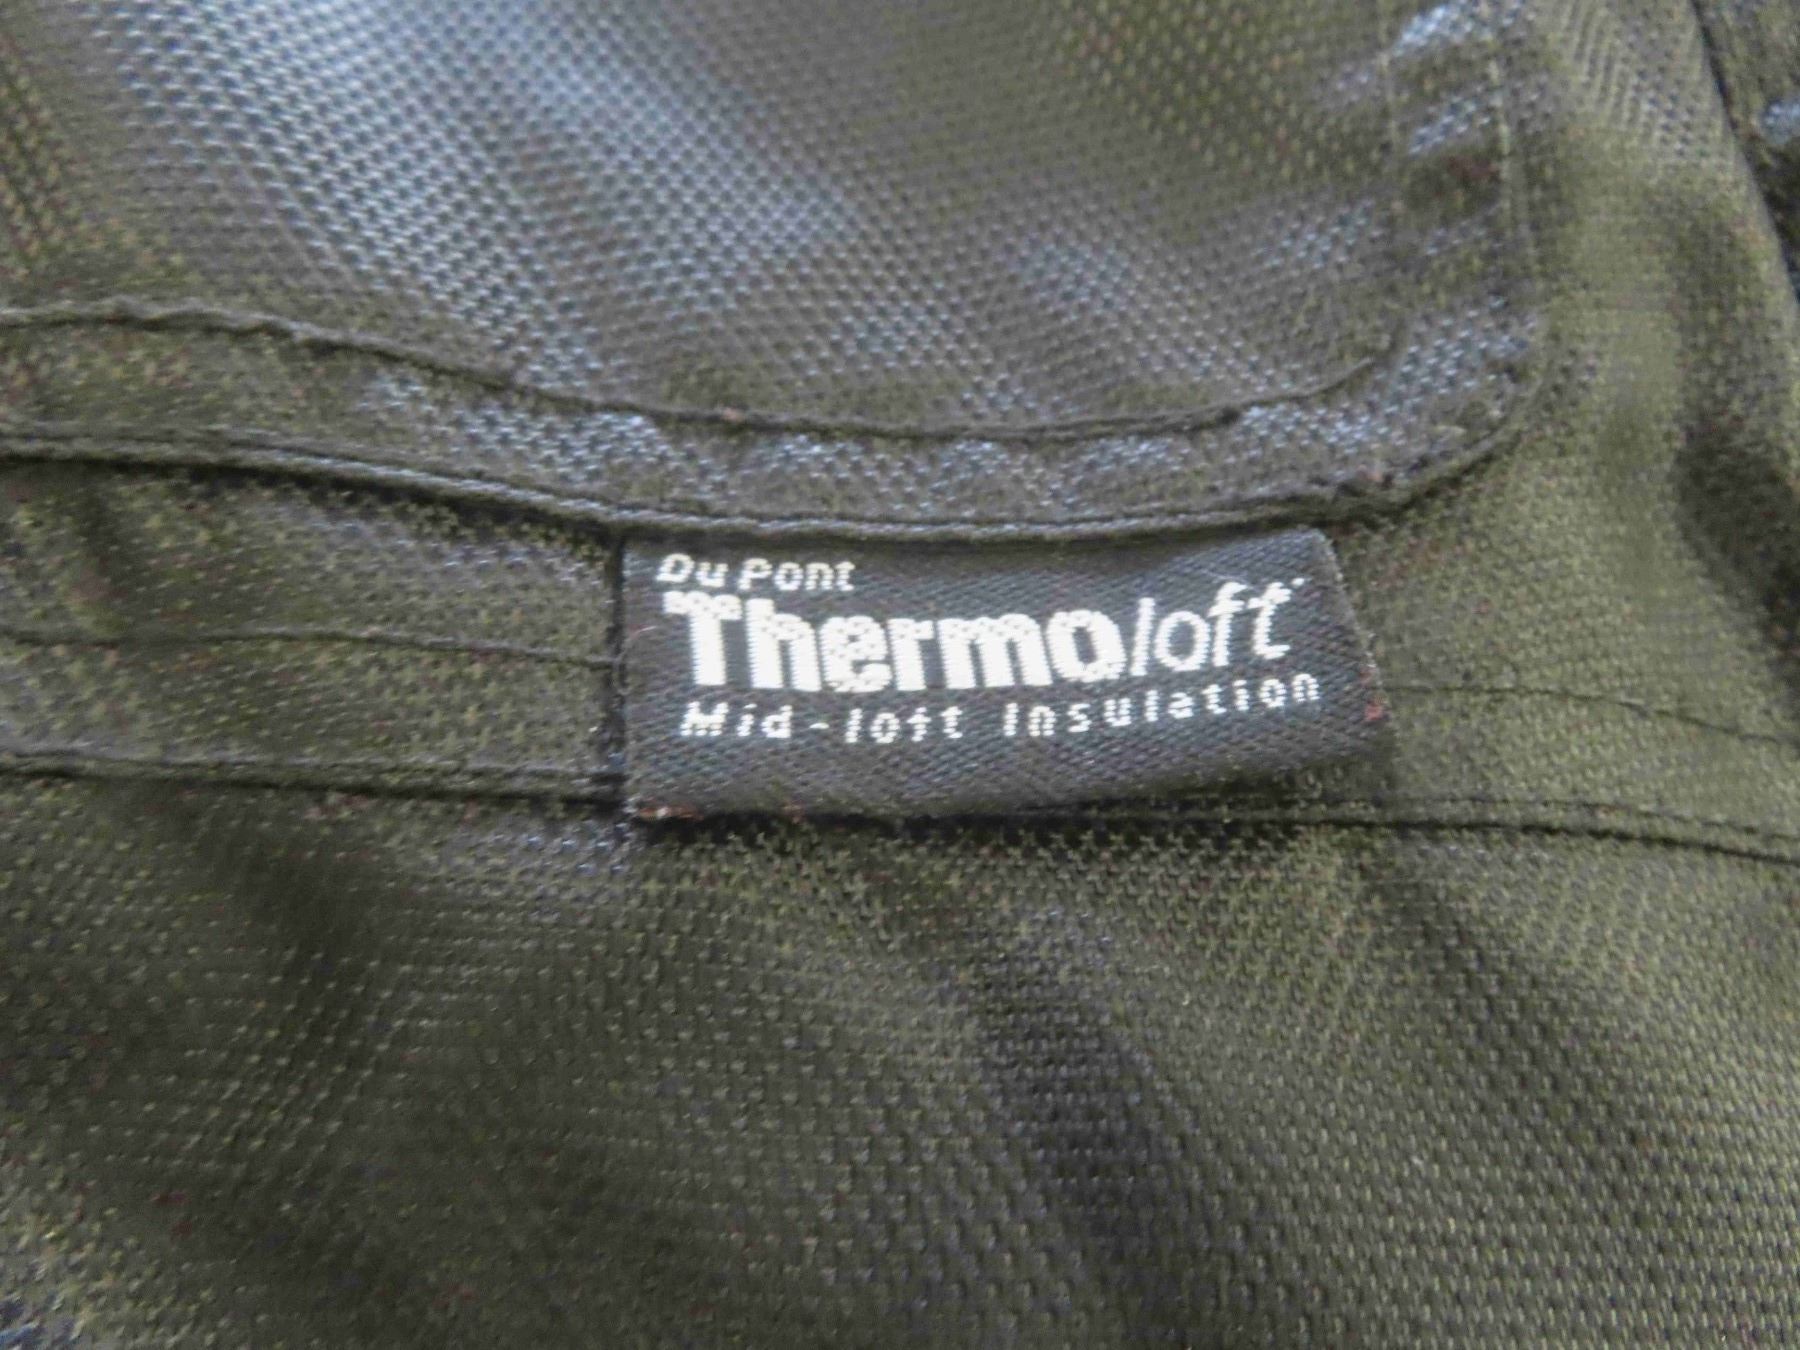 Du Pont
Thermoloft
Mid-loft Insulation